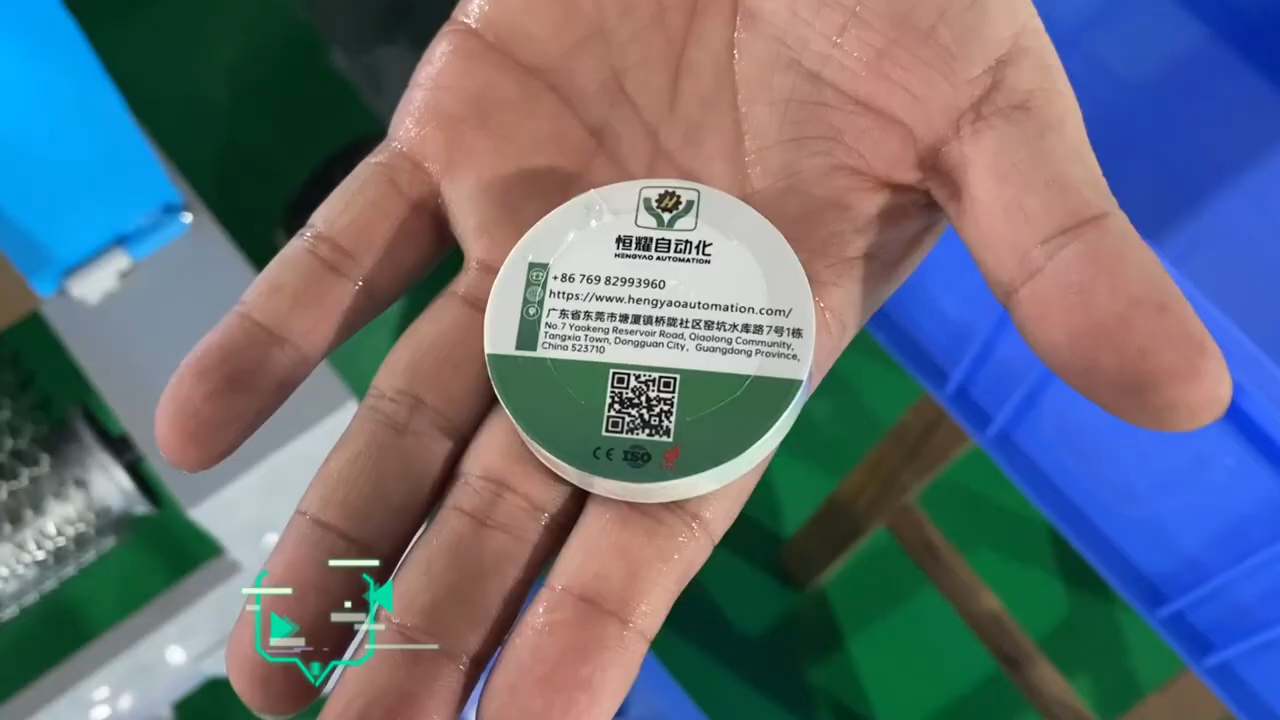 H
恒耀自动化
HENGYAO AUTOMATION
+86 769 82993960
https://www.hengyaoautomation.com/
广东省东莞市塘厦镇桥陇社区窑坑水库路7号1栋
No.7 Yaokeng Reservoir Road, Qiaolong Community,
Tangxia Town, Dongguan City, Guangdong Province,
China 523710
CE ISO